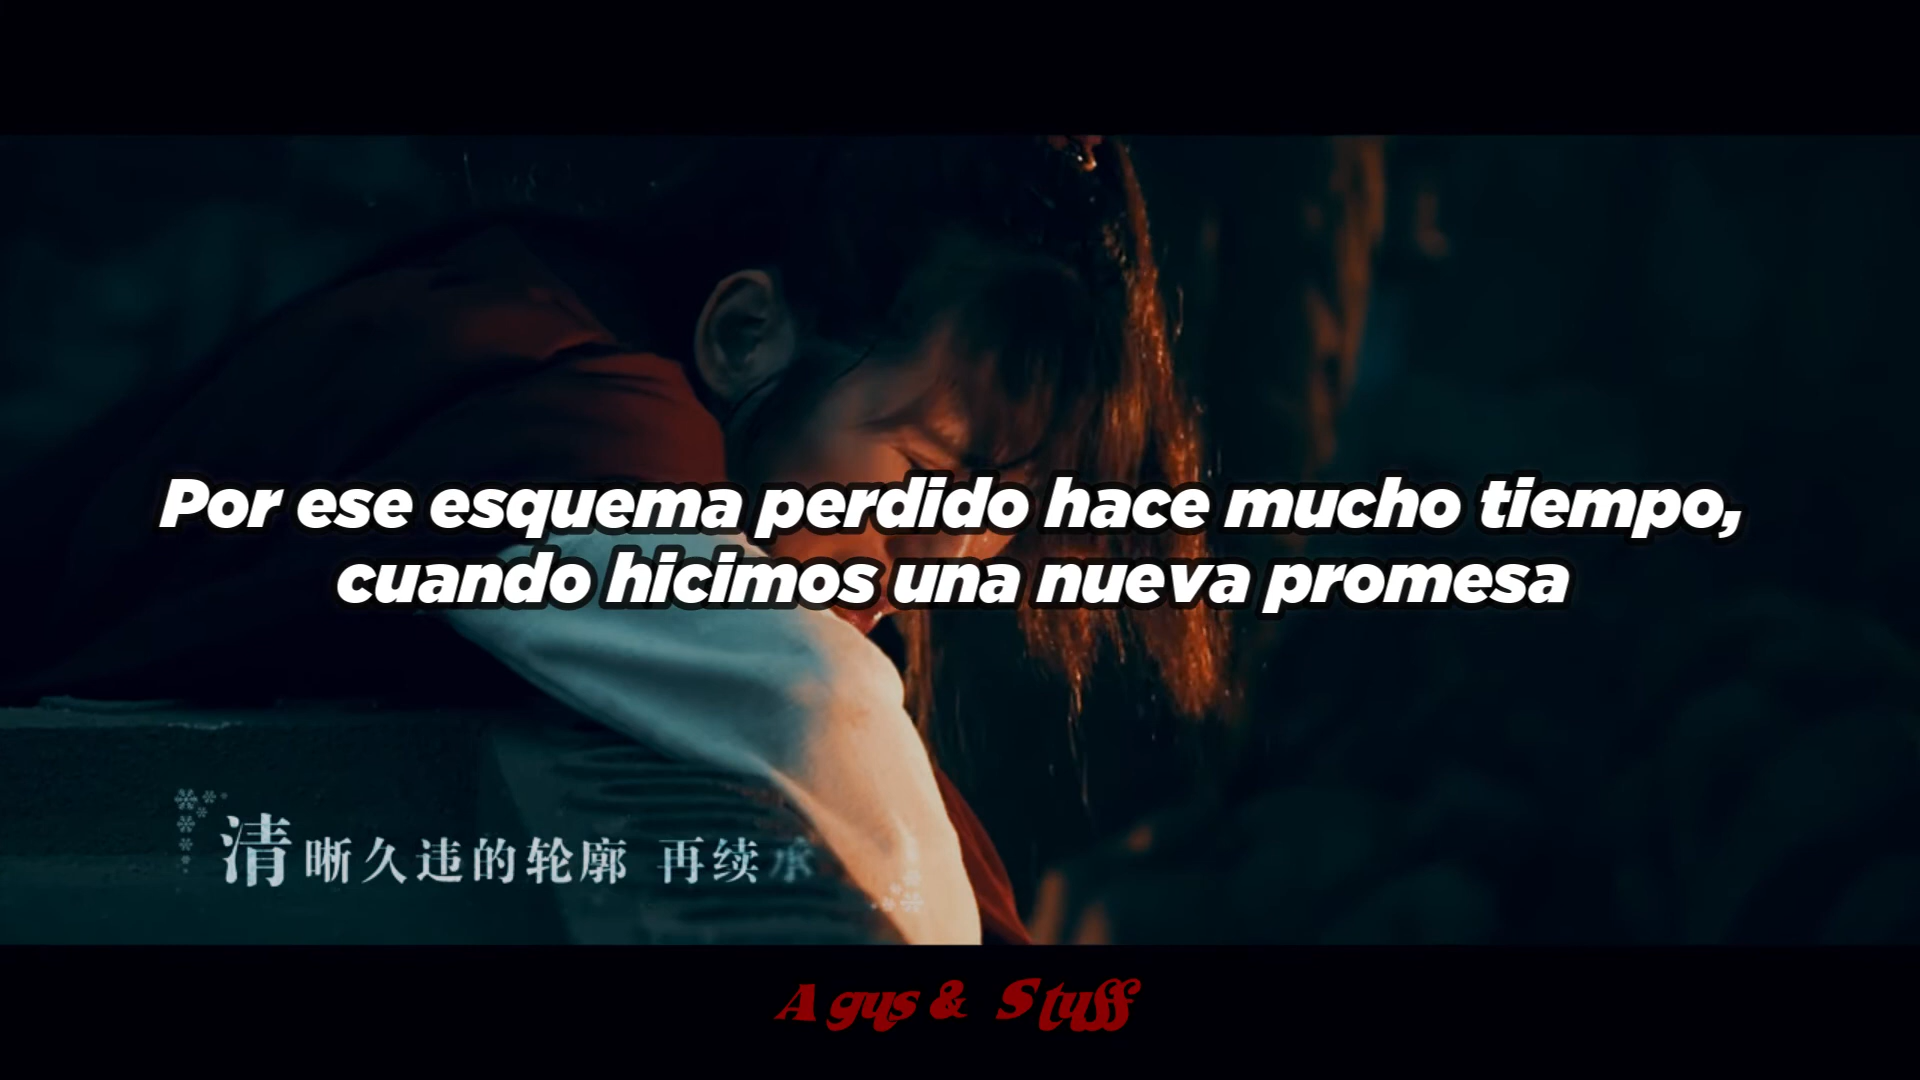 Por ese esquema perdido hace mucho tiempo,
cuando hicimos una nueva promesa
清晰久违的轮廓 再续承
Agus & Stuff